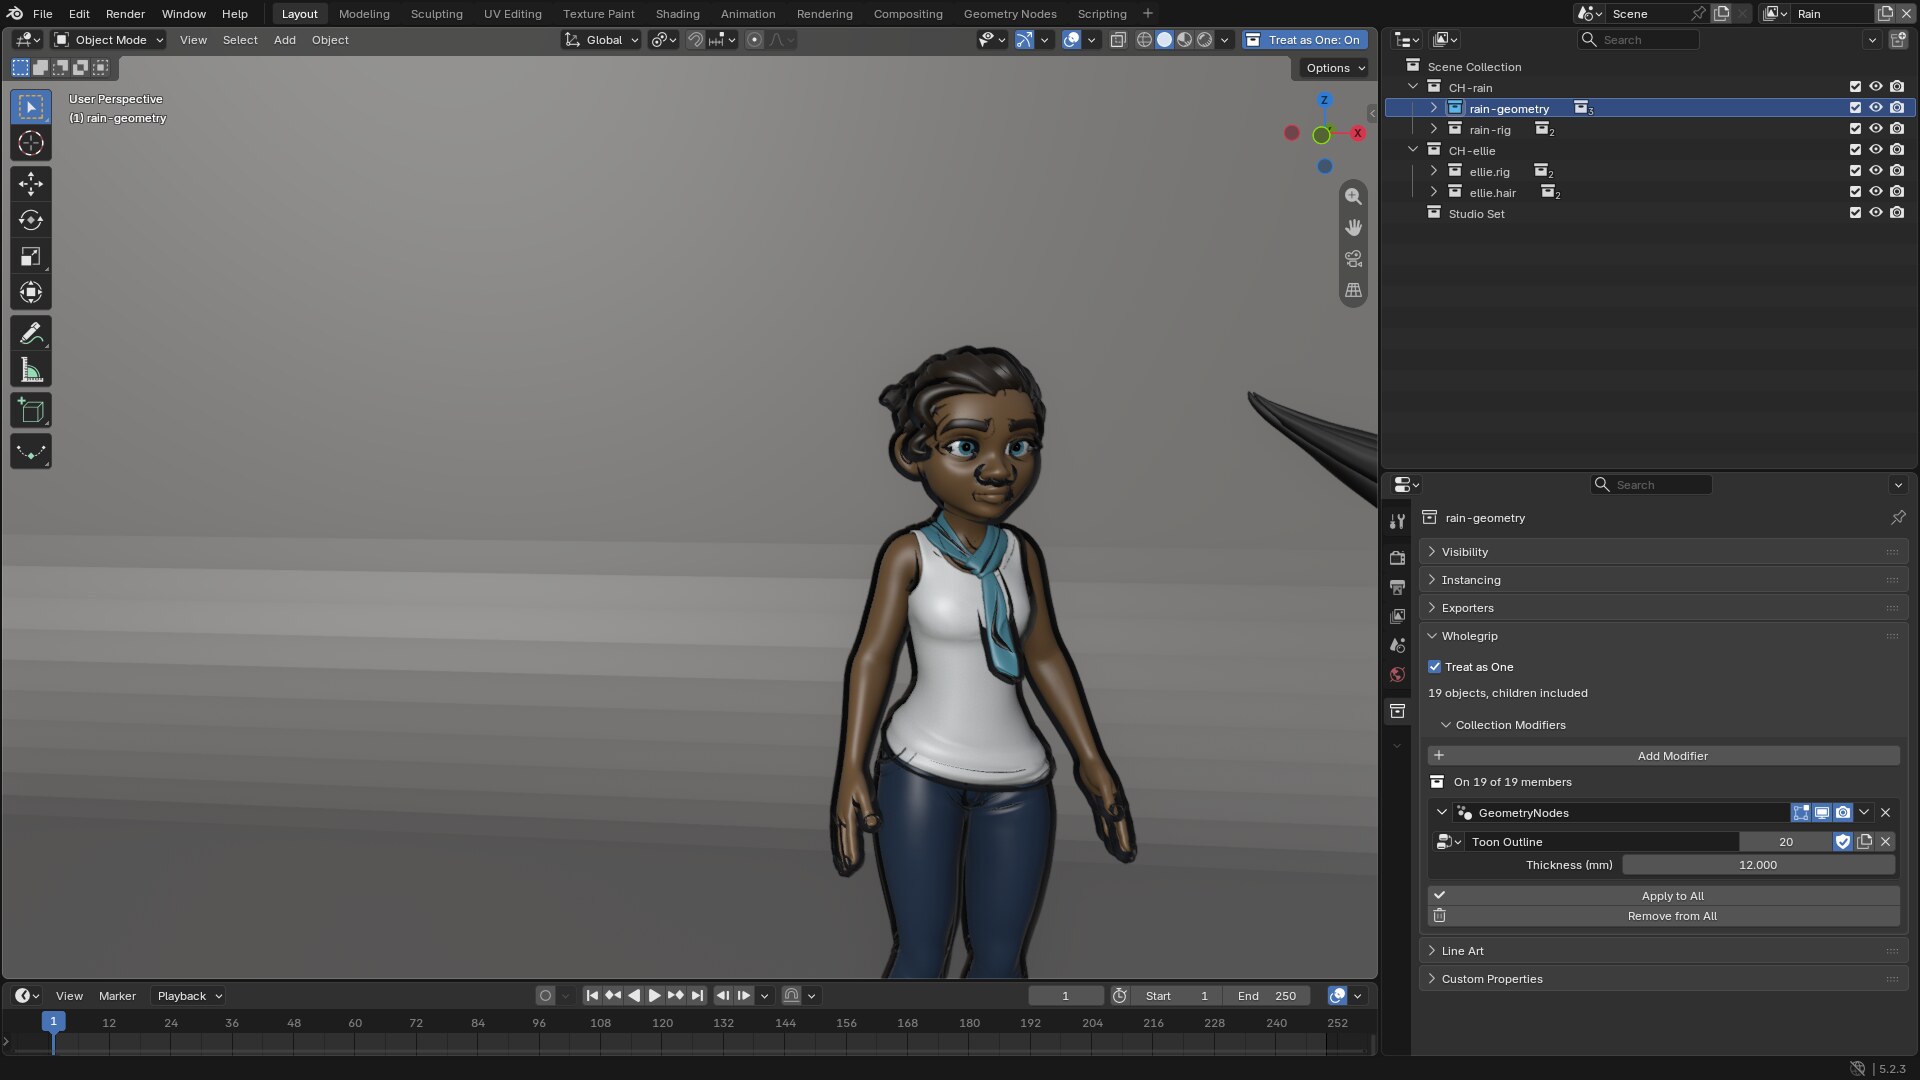 File Edit Render Window Help
Layout Modeling Sculpting UV Editing Texture Paint Shading Animation Rendering Compositing Geometry Nodes Scripting +
Scene
Rain
Object Mode View Select Add Object
Global
Treat as One: On
Options
User Perspective
(1) rain-geometry
Z
X
Search
Scene Collection
CH-rain
rain-geometry 3
rain-rig 2
CH-ellie
ellie.rig 2
ellie.hair 2
Studio Set
Search
rain-geometry
Visibility
Instancing
Exporters
Wholegrip
Treat as One
19 objects, children included
Collection Modifiers
Add Modifier
On 19 of 19 members
GeometryNodes
Toon Outline 20
Thickness (mm) 12.000
Apply to All
Remove from All
Line Art
Custom Properties
View Marker Playback
1 Start 1 End 250
1 12 24 36 48 60 72 84 96 108 120 132 144 156 168 180 192 204 216 228 240 252
5.2.3